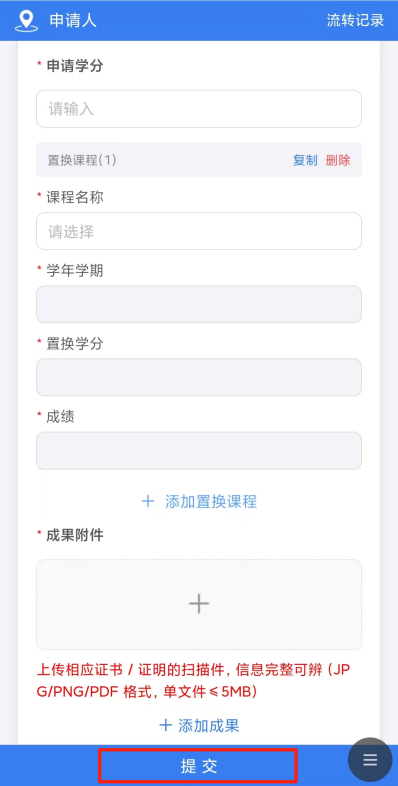 申请人
流转记录
* 申请学分
请输入
置换课程(1)
复制 删除
* 课程名称
请选择
* 学年学期
* 置换学分
* 成绩
+ 添加置换课程
* 成果附件
上传相应证书 / 证明的扫描件, 信息完整可辨 (JP
G/PNG/PDF 格式, 单文件≤5MB)
+ 添加成果
提交